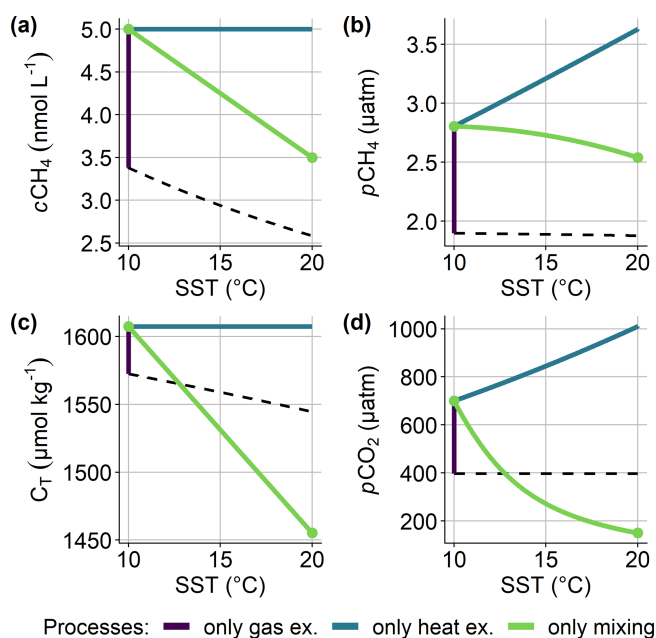 (a)
cCH₄ (nmol L⁻¹)
5.0
4.5
4.0
3.5
3.0
2.5
10
15
20
SST (°C)
(b)
pCH₄ (µatm)
3.5
3.0
2.5
2.0
10
15
20
SST (°C)
(c)
C_T (µmol kg⁻¹)
1600
1550
1500
1450
10
15
20
SST (°C)
(d)
pCO₂ (µatm)
1000
800
600
400
200
10
15
20
SST (°C)
Processes: only gas ex. only heat ex. only mixing